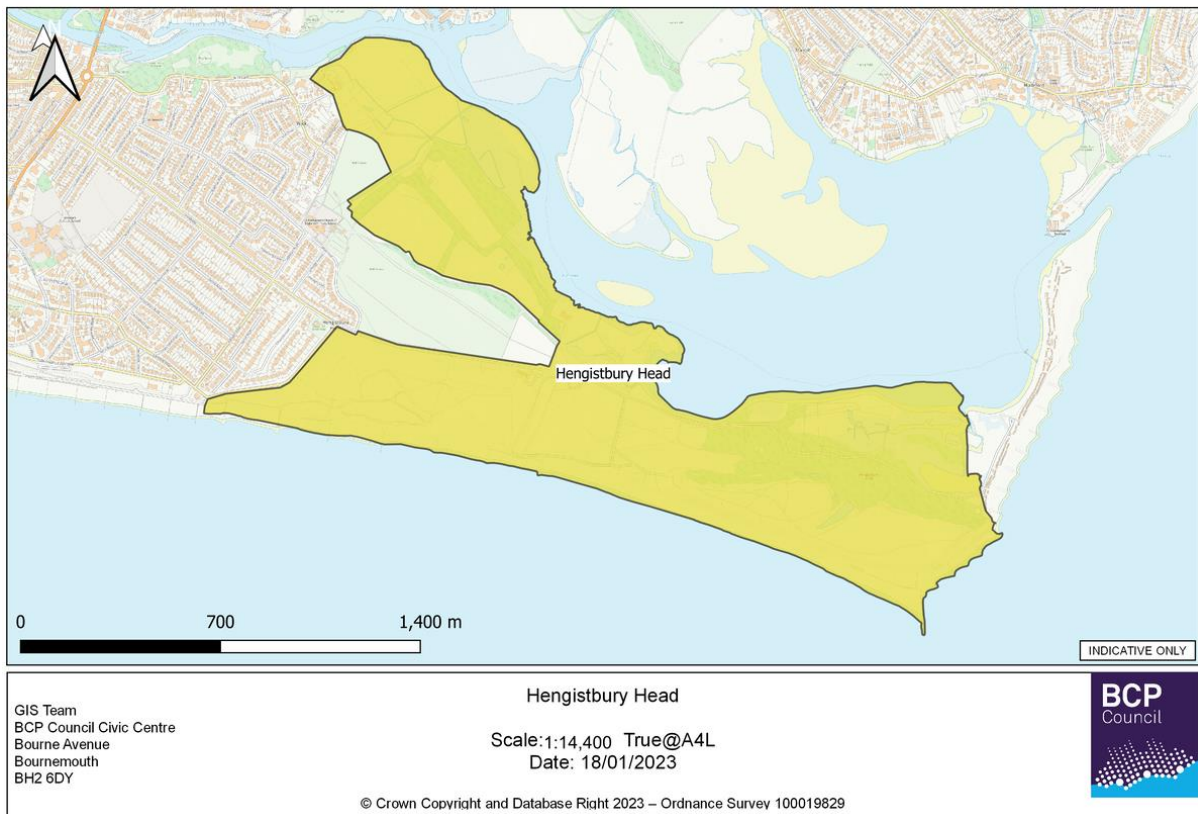 Hengistbury Head
0 700 1,400 m
INDICATIVE ONLY
GIS Team
BCP Council Civic Centre
Bourne Avenue
Bournemouth
BH2 6DY
Hengistbury Head
Scale:1:14,400 True@A4L
Date: 18/01/2023
© Crown Copyright and Database Right 2023 – Ordnance Survey 100019829
BCP
Council